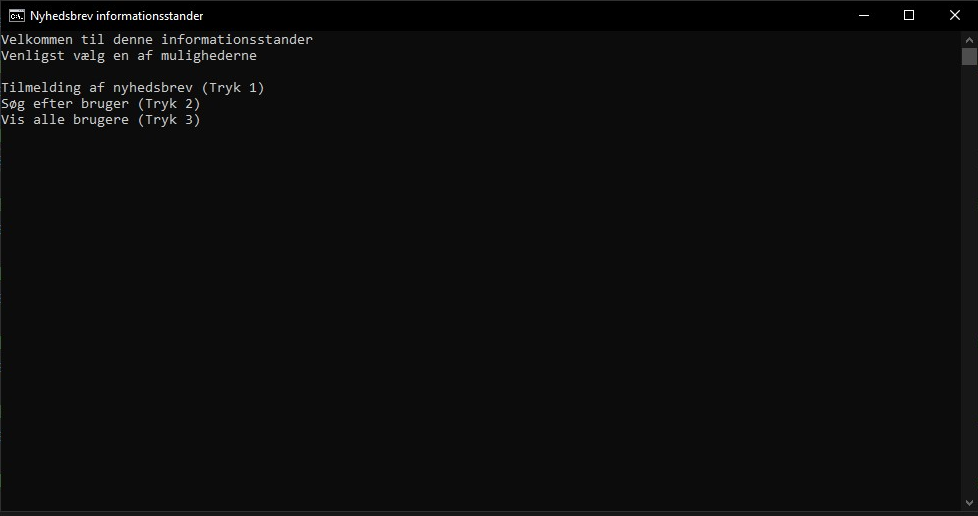 Nyhedsbrev informationsstander
Velkommen til denne informationsstander
Venligst vælg en af mulighederne
Tilmelding af nyhedsbrev (Tryk 1)
Søg efter bruger (Tryk 2)
Vis alle brugere (Tryk 3)